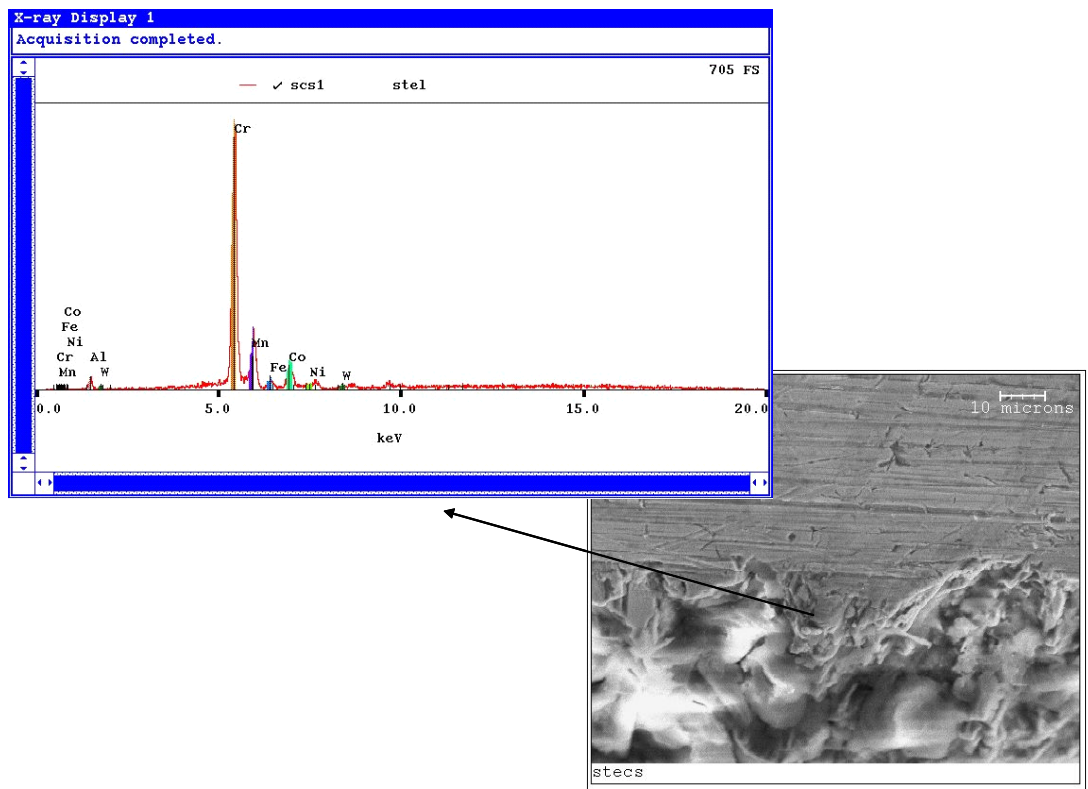 X-ray Display 1
Acquisition completed.
705 FS
scs1 stel
Cr
Co
Fe
Ni
Cr Al
Mn W
Mn
Fe
Co
Ni
W
0.0 5.0 10.0 15.0 20.0
keV
10 microns
stecs